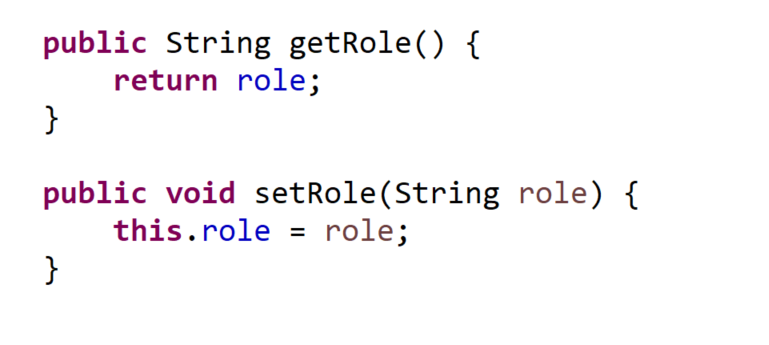 public String getRole() {
    return role;
}
public void setRole(String role) {
    this.role = role;
}